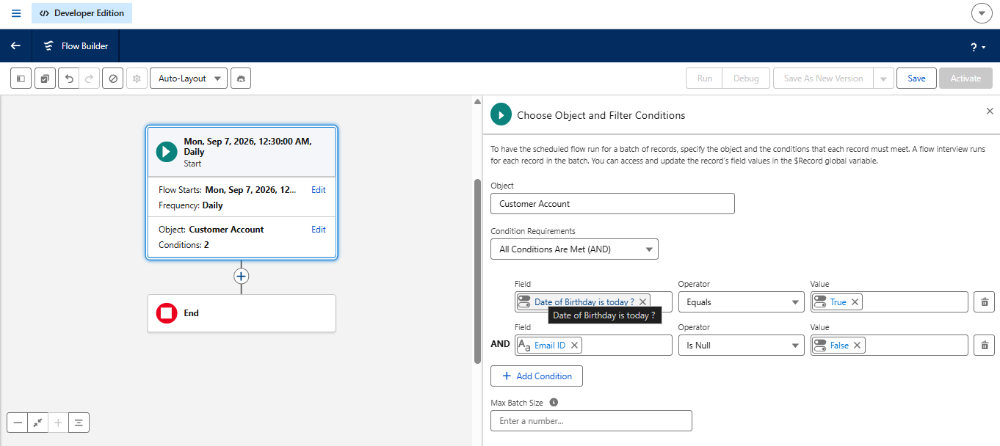 Developer Edition
Flow Builder
?
Auto-Layout
Run
Debug
Save As New Version
Save
Activate
Mon, Sep 7, 2026, 12:30:00 AM,
Daily
Start
Flow Starts: Mon, Sep 7, 2026, 12...
Edit
Frequency: Daily
Object: Customer Account
Edit
Conditions: 2
End
Choose Object and Filter Conditions
To have the scheduled flow run for a batch of records, specify the object and the conditions that each record must meet. A flow interview runs
for each record in the batch. You can access and update the record's field values in the $Record global variable.
Object
Customer Account
Condition Requirements
All Conditions Are Met (AND)
Field
Operator
Value
Date of Birthday is today ?
Equals
True
Date of Birthday is today ?
Field
Operator
Value
AND
Aa
Email ID
Is Null
False
+ Add Condition
Max Batch Size
Enter a number...